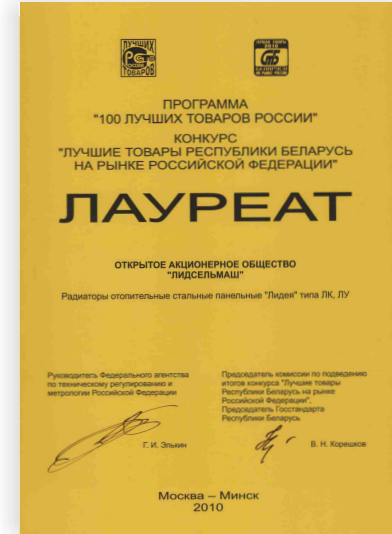 ЛУЧШИХ
ТОВАРОВ
ПРОГРАММА
"100 ЛУЧШИХ ТОВАРОВ РОССИИ"
КОНКУРС
"ЛУЧШИЕ ТОВАРЫ РЕСПУБЛИКИ БЕЛАРУСЬ
НА РЫНКЕ РОССИЙСКОЙ ФЕДЕРАЦИИ"
ЛАУРЕАТ
ОТКРЫТОЕ АКЦИОНЕРНОЕ ОБЩЕСТВО
"ЛИДСЕЛЬМАШ"
Радиаторы отопительные стальные панельные "Лидея" типа ЛК, ЛУ
Руководитель Федерального агентства
по техническому регулированию и
метрологии Российской Федерации
Г. И. Элькин
Председатель комиссии по подведению
итогов конкурса "Лучшие товары
Республики Беларусь на рынке
Российской Федерации",
Председатель Госстандарта
Республики Беларусь
В. Н. Корешков
Москва – Минск
2010